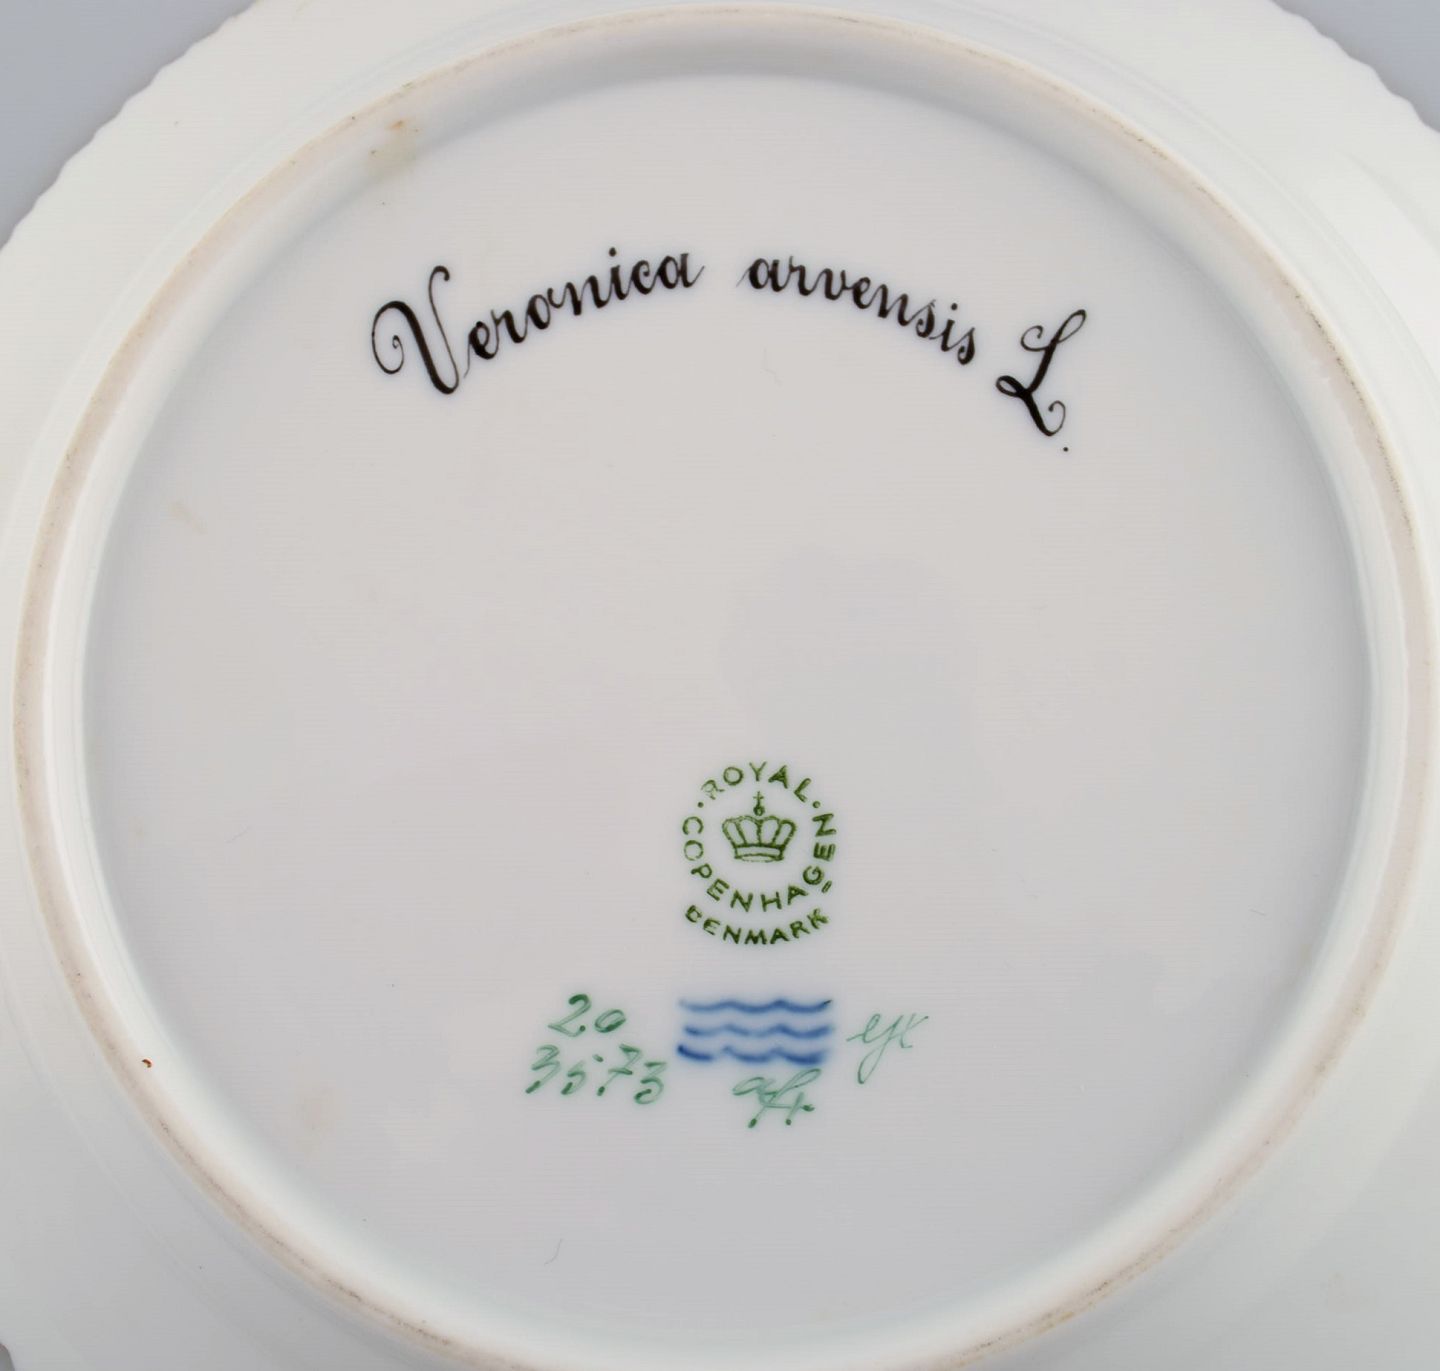 Veronica arvensis L.
ROYAL COPENHAGEN
DENMARK
20
3573